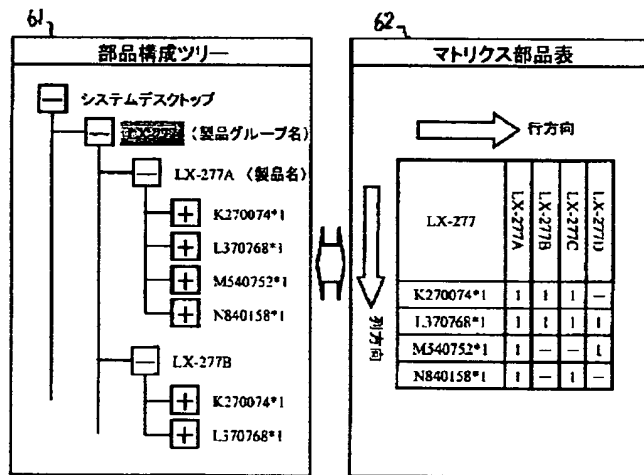 61
部品構成ツリー
システムデスクトップ
LX-277 (製品グループ名)
LX-277A (製品名)
K270074*1
L370768*1
M540752*1
N840158*1
LX-277B
K270074*1
L370768*1
62
マトリクス部品表
行方向
列方向
LX-277 LX-277A LX-277B LX-277C LX-277D
K270074*1 1 1 1 —
L370768*1 1 1 1 1
M540752*1 1 — — 1
N840158*1 1 — 1 —